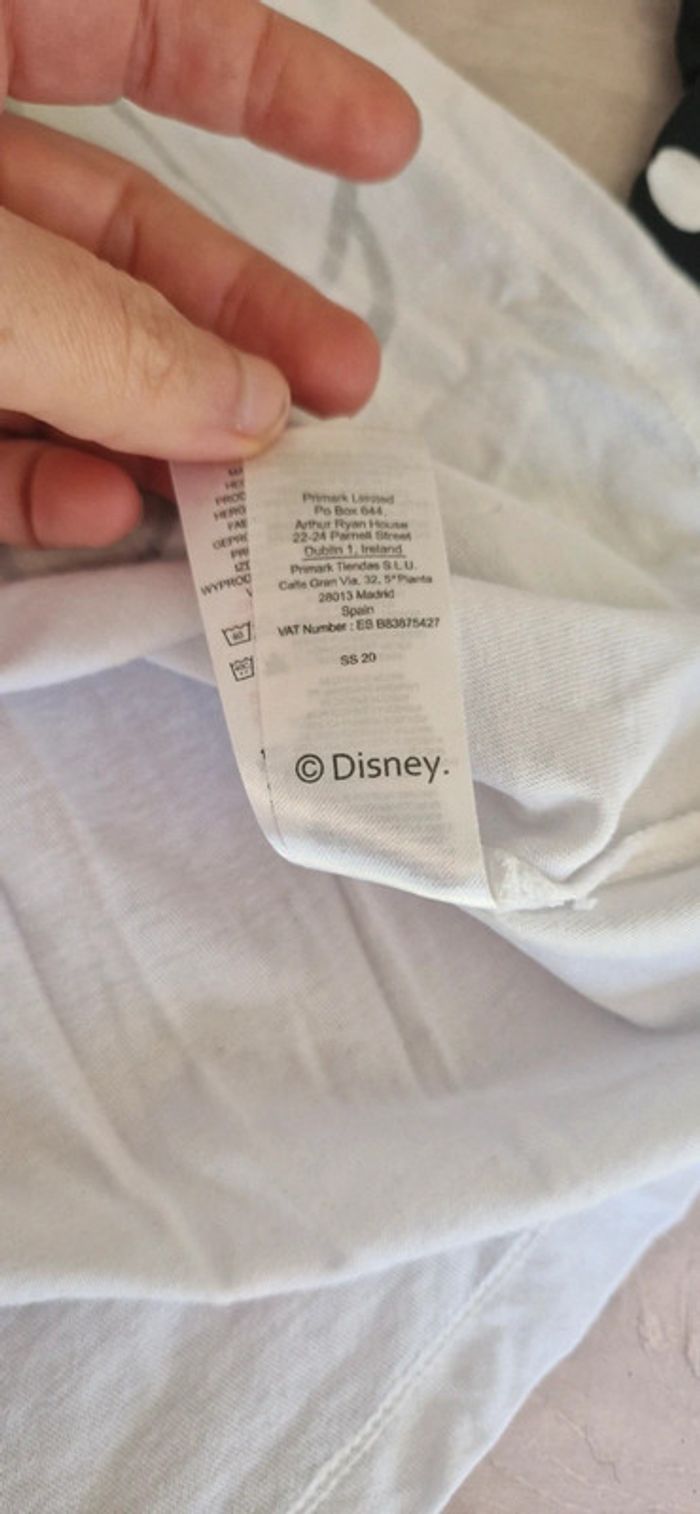 Primark Limited
Po Box 644,
Arthur Ryan House
22-24 Parnell Street
Dublin 1, Ireland
Primark Tiendas S.L.U.
Calle Gran Via, 32, 5ª Planta
28013 Madrid
Spain
VAT Number : ES B83875427
SS 20
© Disney.